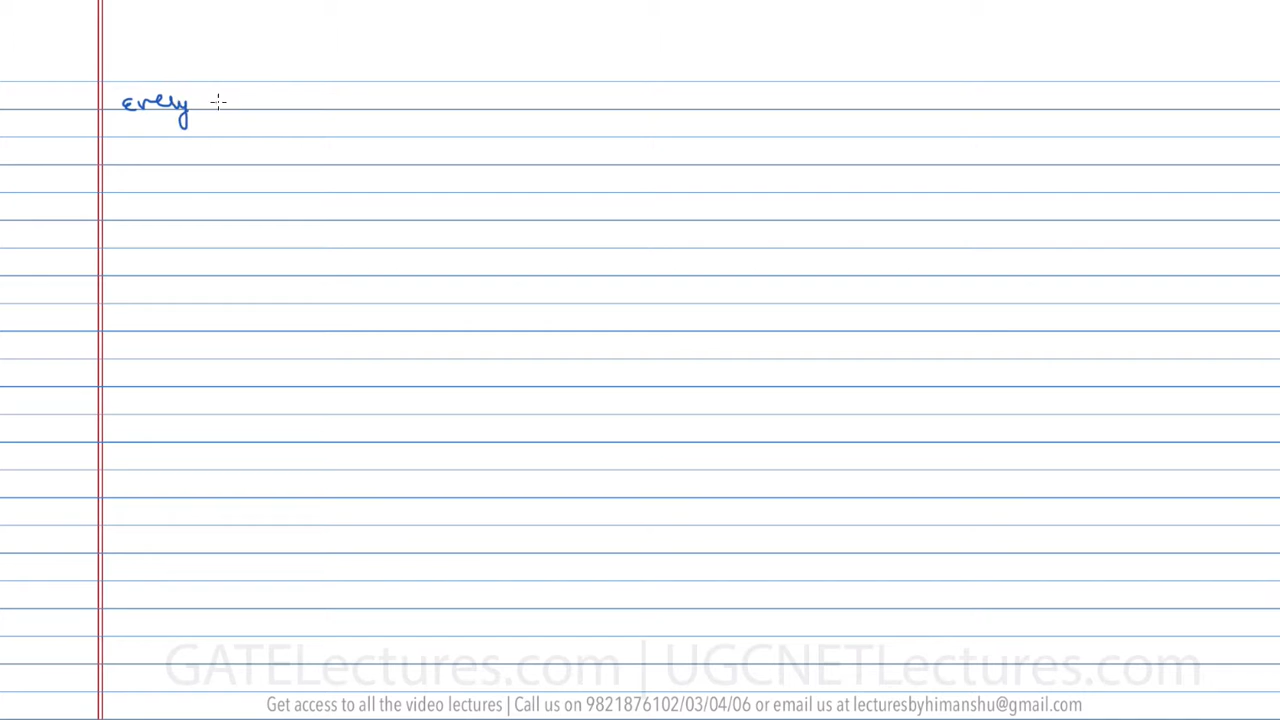 every
GATELectures.com | UGCNETLectures.com
Get access to all the video lectures | Call us on 9821876102/03/04/06 or email us at lecturesbyhimanshu@gmail.com